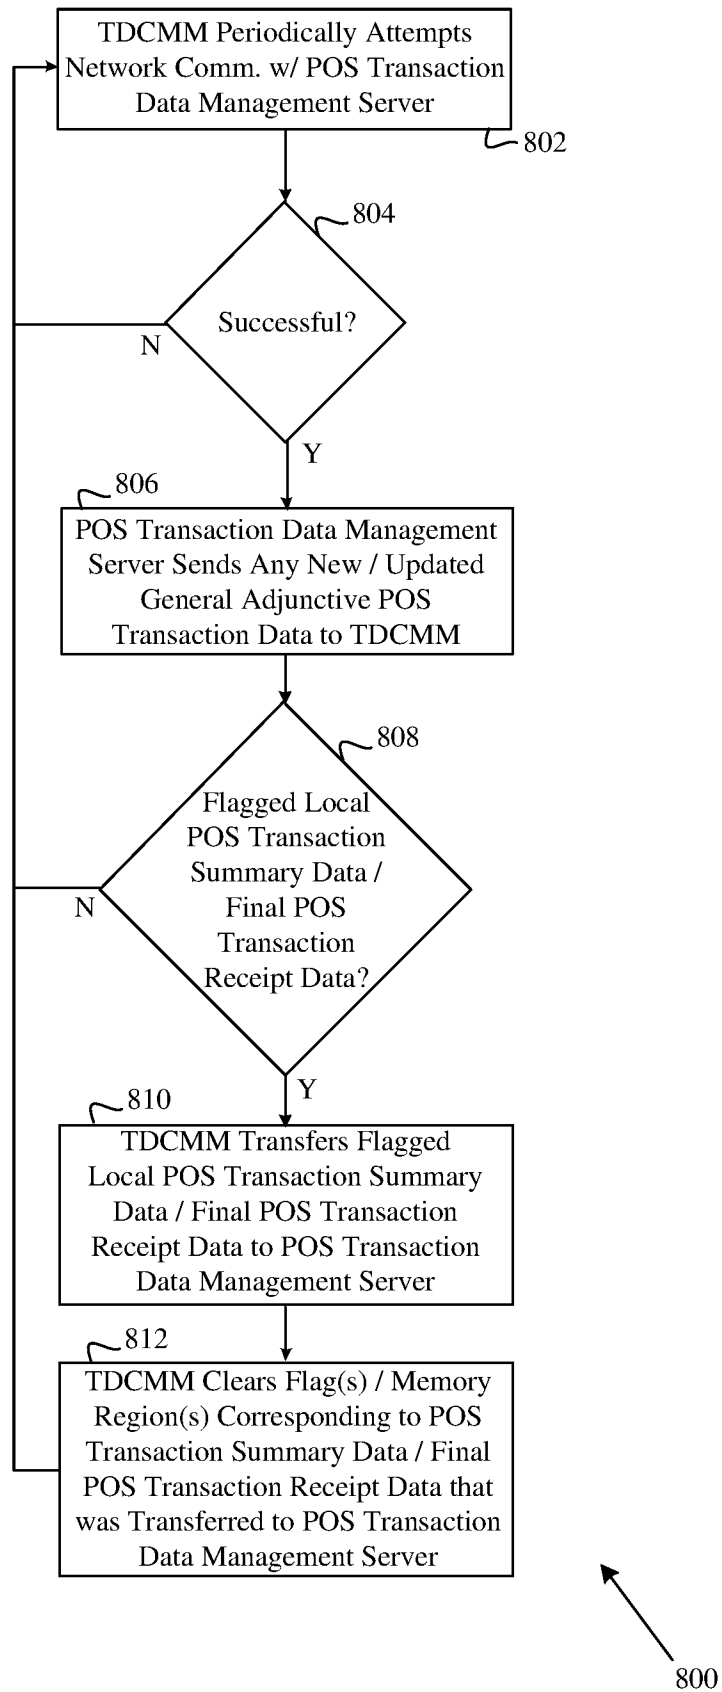 TDCMM Periodically Attempts
Network Comm. w/ POS Transaction
Data Management Server
802
804
Successful?
N
Y
806
POS Transaction Data Management
Server Sends Any New / Updated
General Adjunctive POS
Transaction Data to TDCMM
808
Flagged Local
POS Transaction
Summary Data /
Final POS
Transaction
Receipt Data?
N
Y
810
TDCMM Transfers Flagged
Local POS Transaction Summary
Data / Final POS Transaction
Receipt Data to POS Transaction
Data Management Server
812
TDCMM Clears Flag(s) / Memory
Region(s) Corresponding to POS
Transaction Summary Data / Final
POS Transaction Receipt Data that
was Transferred to POS Transaction
Data Management Server
800